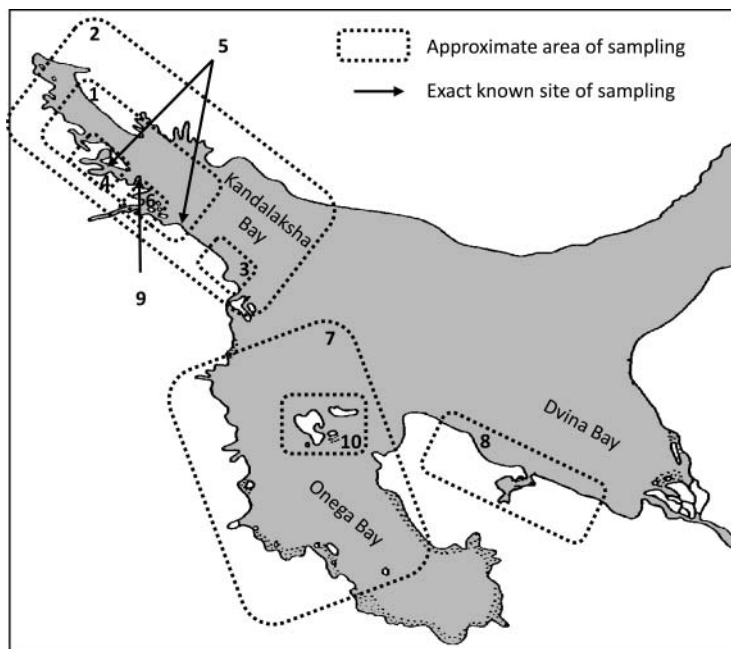 2
5
Approximate area of sampling
1
Exact known site of sampling
4
6
Kandalaksha
Bay
3
9
7
10
8
Dvina Bay
Onega Bay